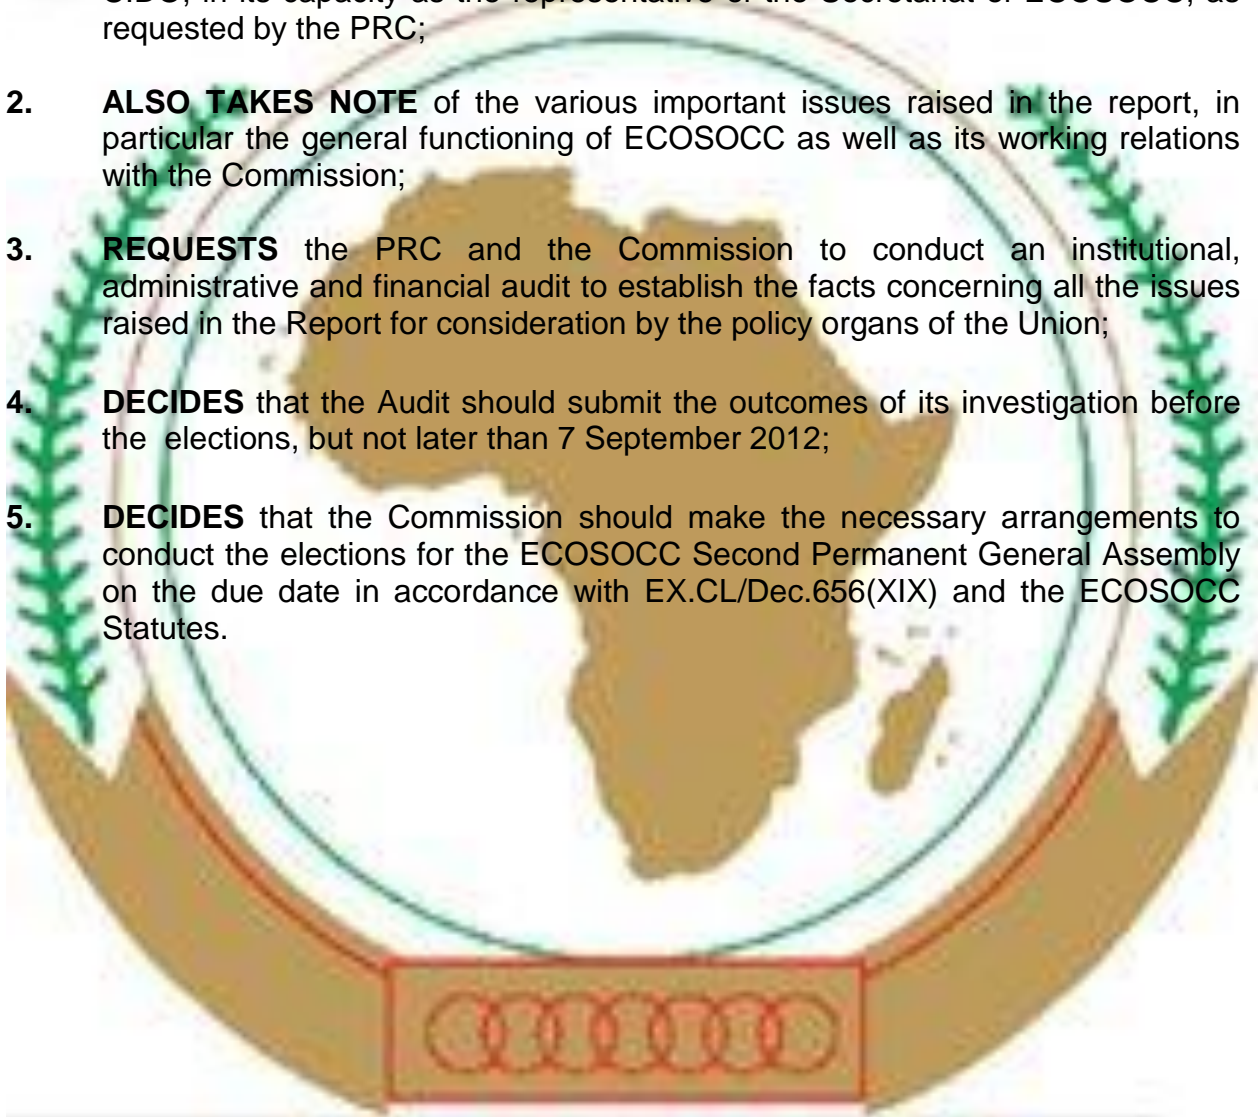 requested by the PRC;
2. ALSO TAKES NOTE of the various important issues raised in the report, in
particular the general functioning of ECOSOCC as well as its working relations
with the Commission;
3. REQUESTS the PRC and the Commission to conduct an institutional,
administrative and financial audit to establish the facts concerning all the issues
raised in the Report for consideration by the policy organs of the Union;
4. DECIDES that the Audit should submit the outcomes of its investigation before
the elections, but not later than 7 September 2012;
5. DECIDES that the Commission should make the necessary arrangements to
conduct the elections for the ECOSOCC Second Permanent General Assembly
on the due date in accordance with EX.CL/Dec.656(XIX) and the ECOSOCC
Statutes.